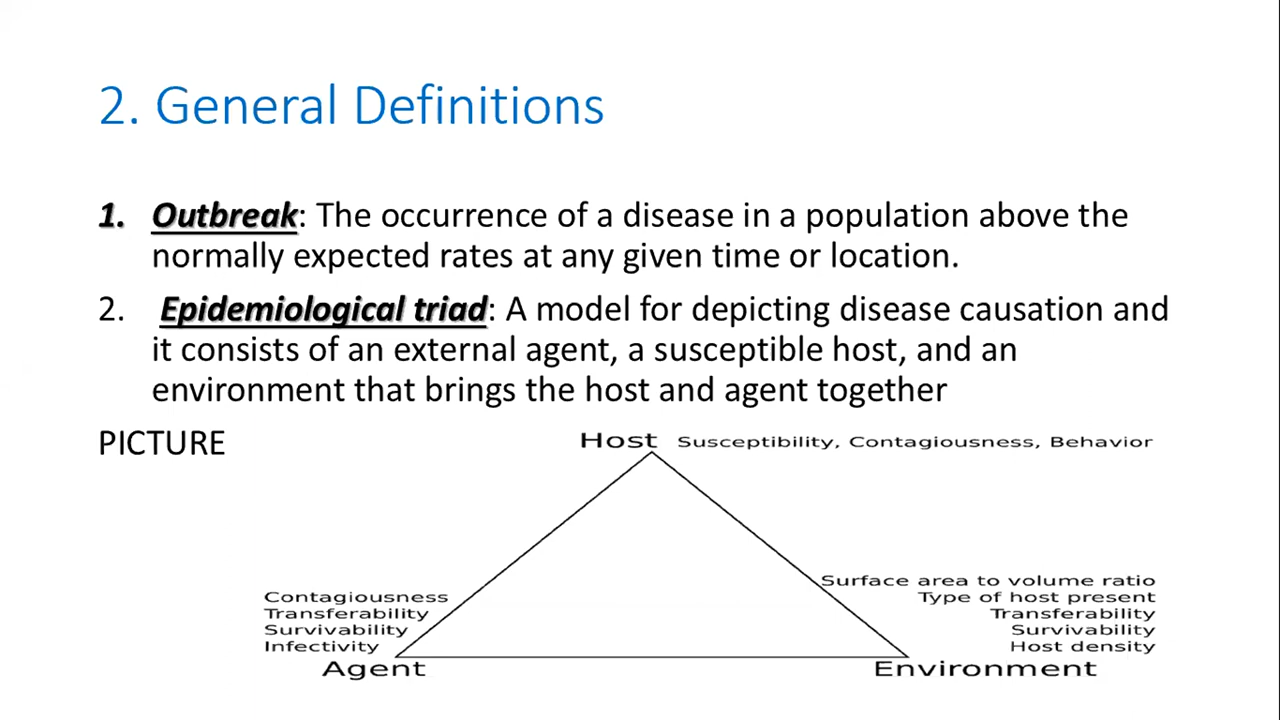 2. General Definitions
1. Outbreak: The occurrence of a disease in a population above the
normally expected rates at any given time or location.
2. Epidemiological triad: A model for depicting disease causation and
it consists of an external agent, a susceptible host, and an
environment that brings the host and agent together
PICTURE
Host Susceptibility, Contagiousness, Behavior
Contagiousness
Transferability
Survivability
Infectivity
Agent
Surface area to volume ratio
Type of host present
Transferability
Survivability
Host density
Environment